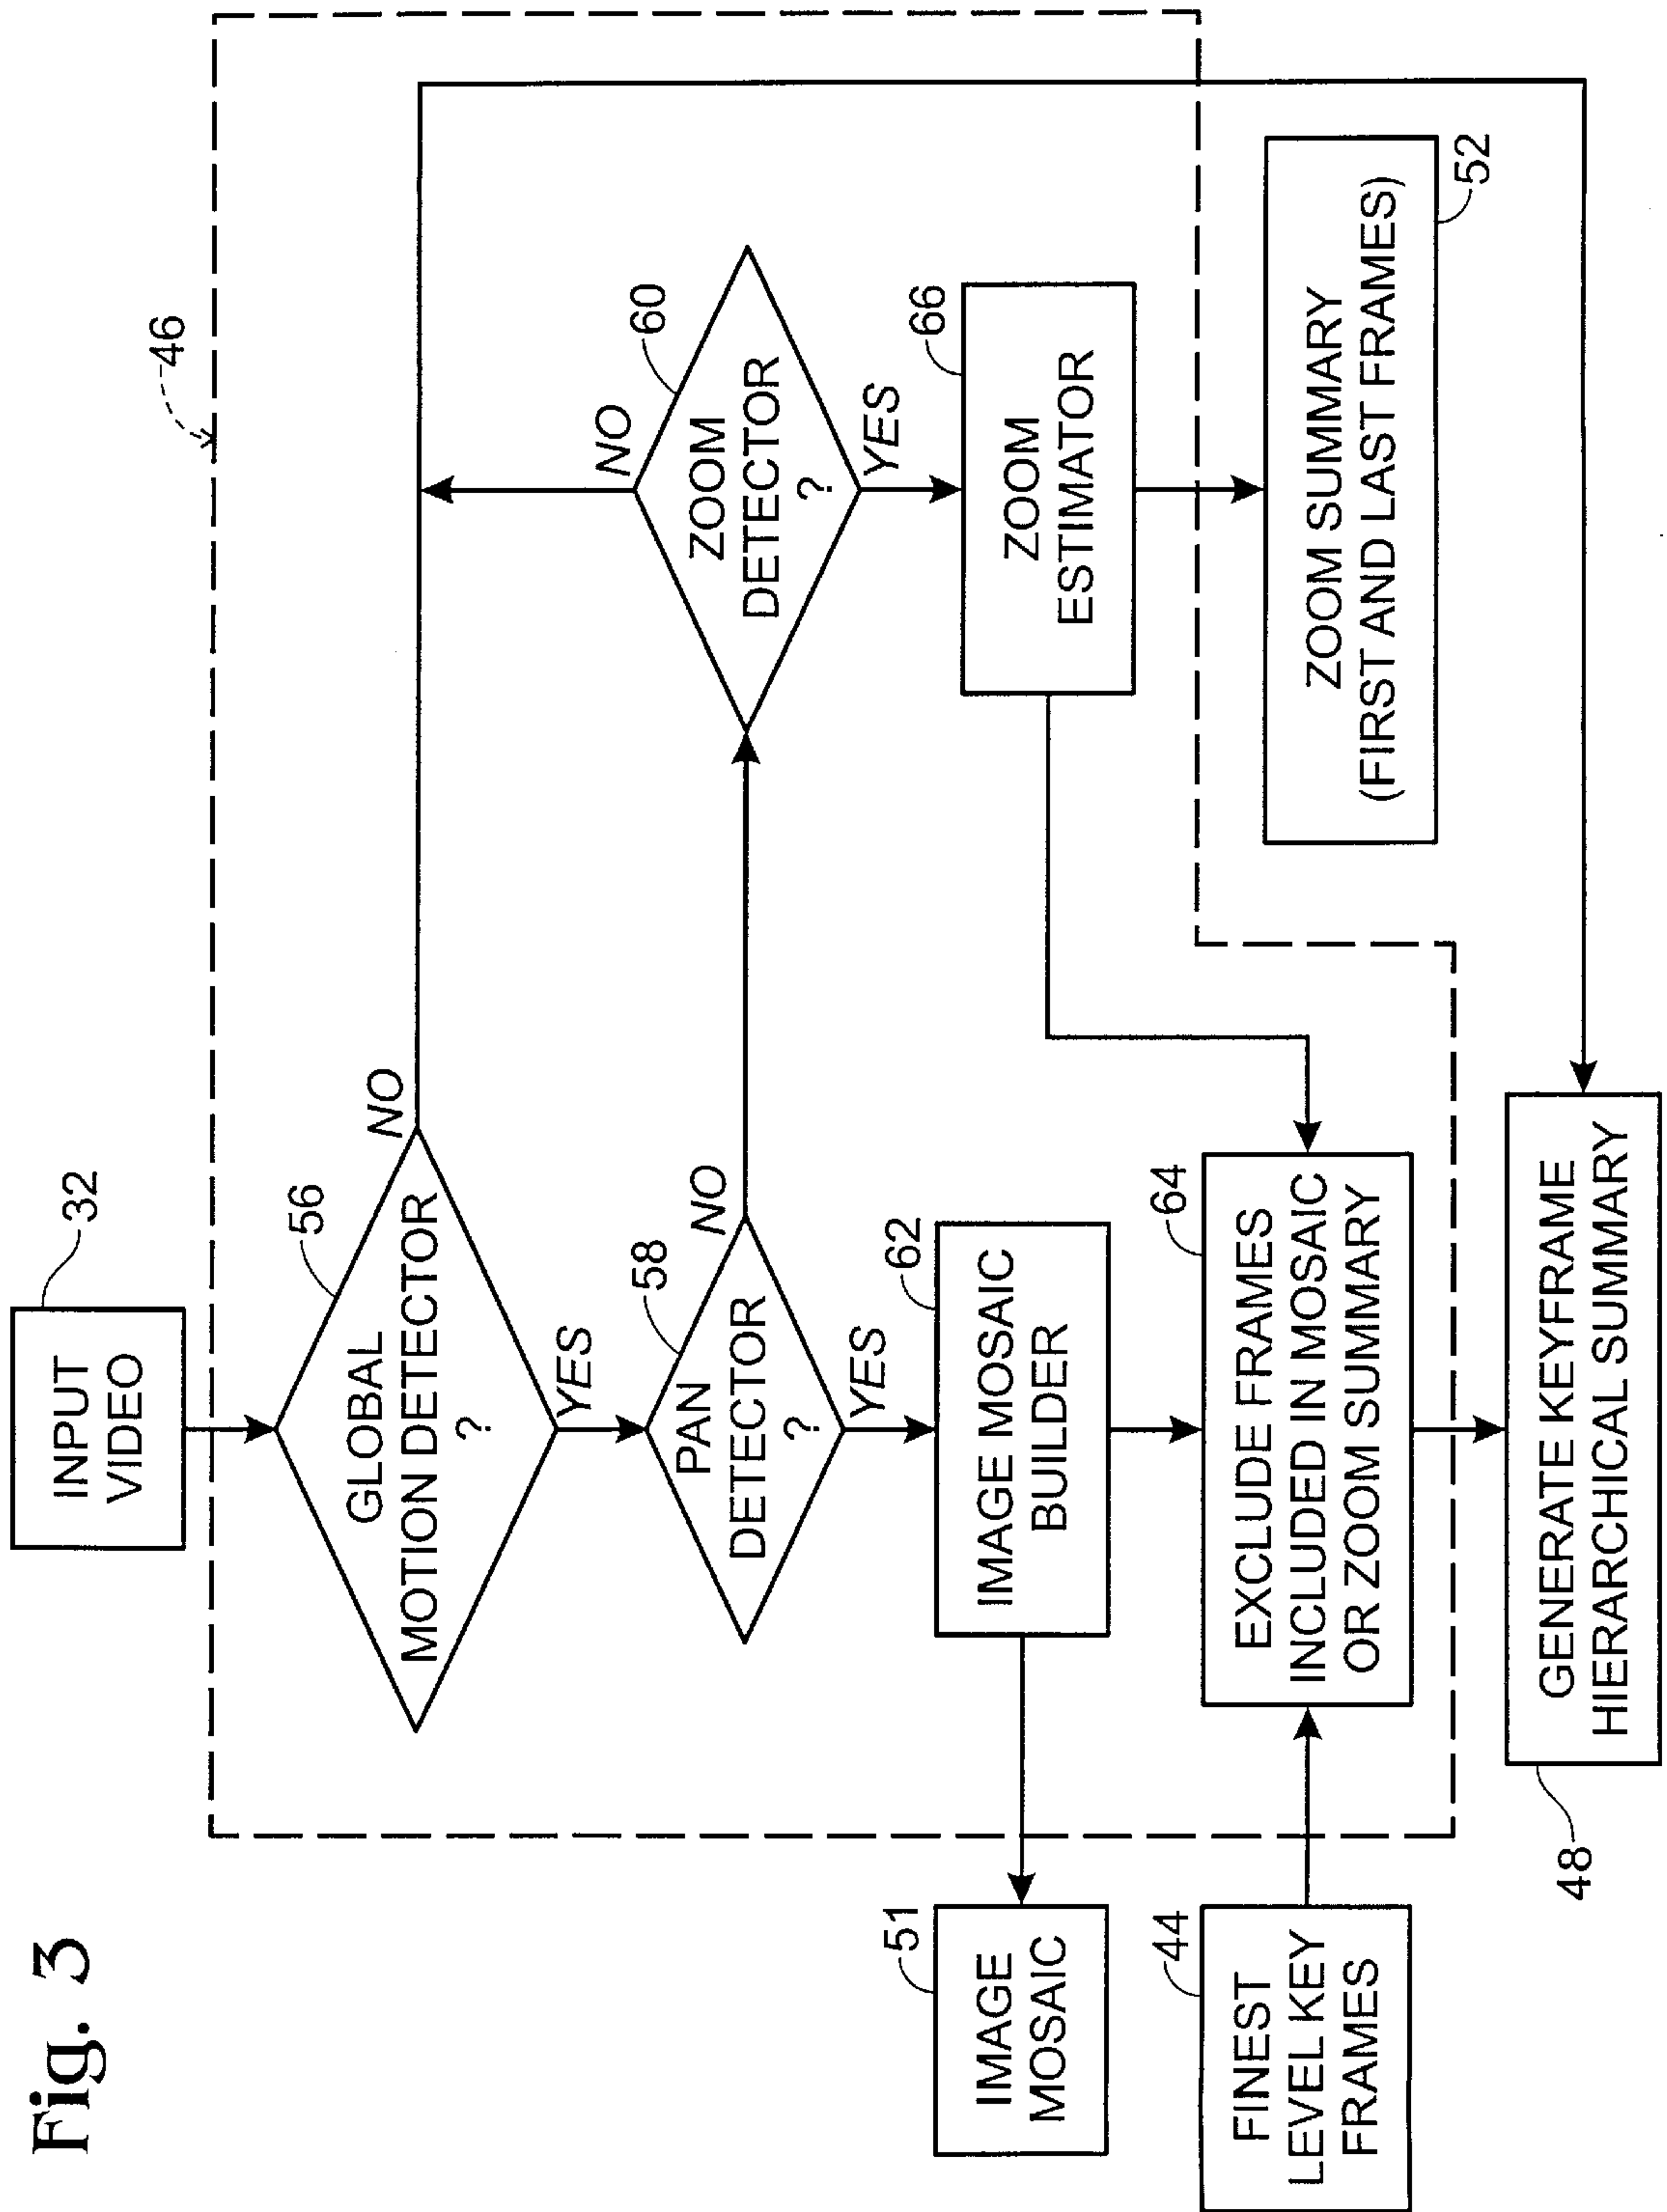 Fig. 3
INPUT
VIDEO
32
46
GLOBAL
MOTION DETECTOR
?
56
NO
YES
PAN
DETECTOR
?
58
NO
YES
ZOOM
DETECTOR
?
60
NO
YES
IMAGE MOSAIC
BUILDER
62
ZOOM
ESTIMATOR
66
IMAGE
MOSAIC
51
FINEST
LEVEL KEY
FRAMES
44
EXCLUDE FRAMES
INCLUDED IN MOSAIC
OR ZOOM SUMMARY
64
ZOOM SUMMARY
(FIRST AND LAST FRAMES)
52
GENERATE KEYFRAME
HIERARCHICAL SUMMARY
48